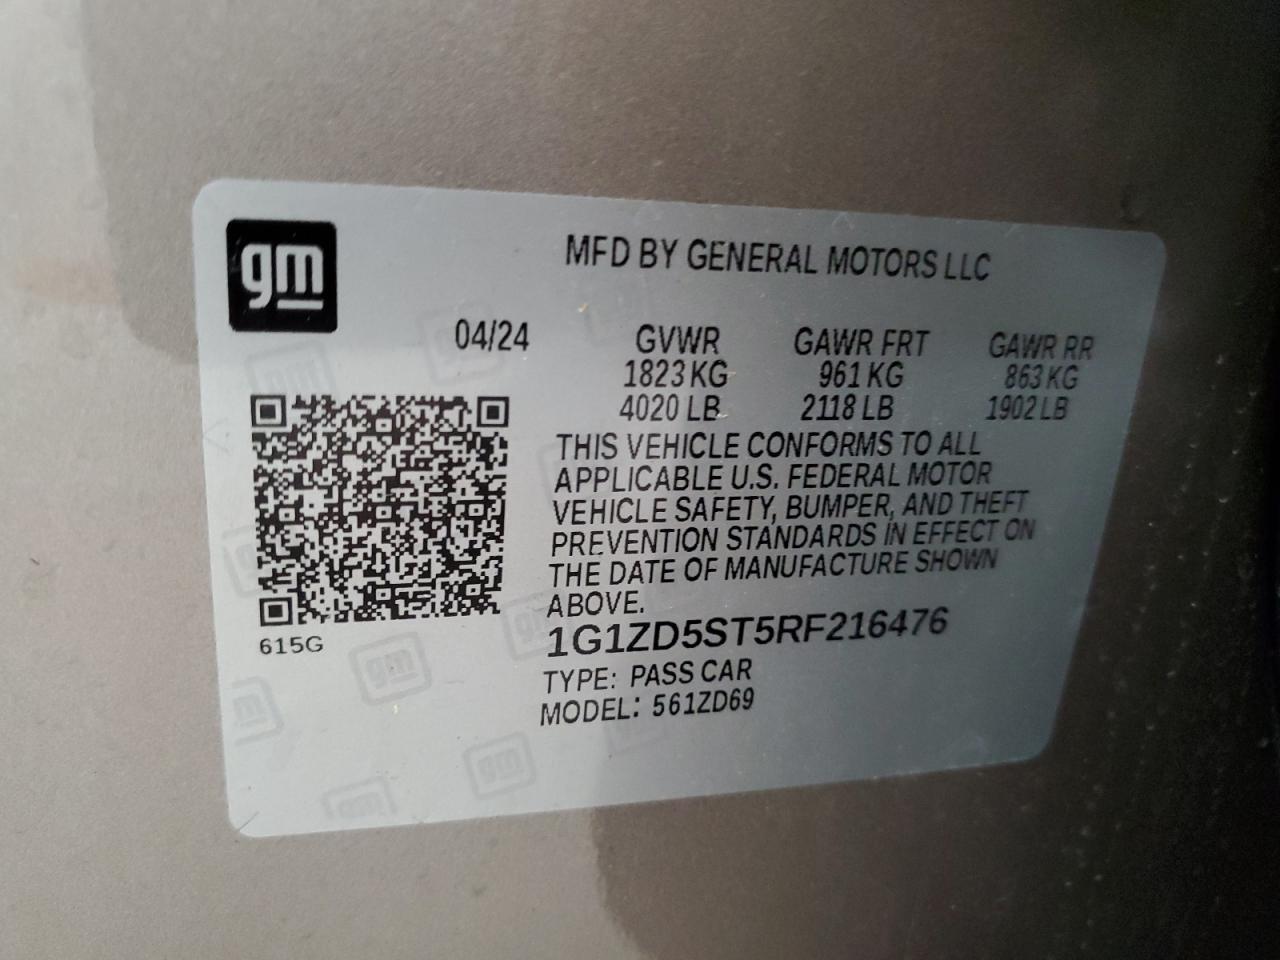 gm
MFD BY GENERAL MOTORS LLC
04/24 GVWR GAWR FRT GAWR RR
1823 KG 961 KG 863 KG
4020 LB 2118 LB 1902 LB
THIS VEHICLE CONFORMS TO ALL
APPLICABLE U.S. FEDERAL MOTOR
VEHICLE SAFETY, BUMPER, AND THEFT
PREVENTION STANDARDS IN EFFECT ON
THE DATE OF MANUFACTURE SHOWN
ABOVE.
615G
1G1ZD5ST5RF216476
TYPE: PASS CAR
MODEL: 561ZD69